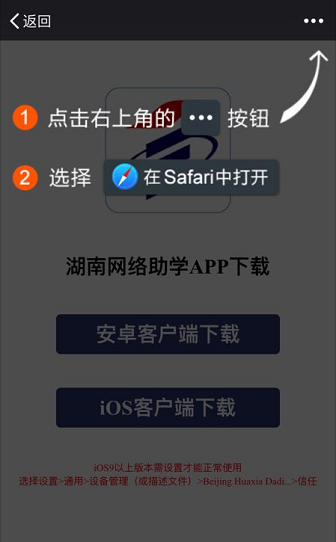 返回
1 点击右上角的 ••• 按钮
2 选择 在Safari中打开
湖南网络助学APP下载
安卓客户端下载
iOS客户端下载
iOS9以上版本需设置才能正常使用
选择设置>通用>设备管理（或描述文件）>Beijing Huaxia Dadi...>信任